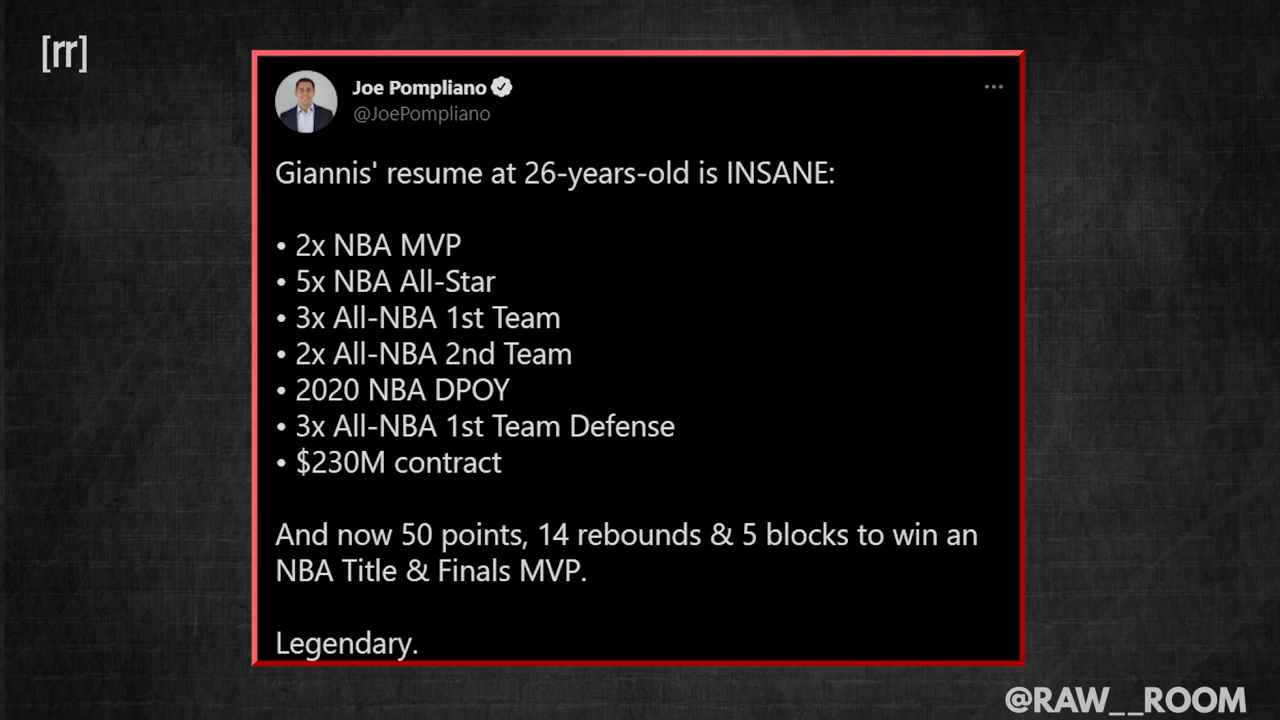 [rr]
Joe Pompliano
@JoePompliano
Giannis' resume at 26-years-old is INSANE:
• 2x NBA MVP
• 5x NBA All-Star
• 3x All-NBA 1st Team
• 2x All-NBA 2nd Team
• 2020 NBA DPOY
• 3x All-NBA 1st Team Defense
• $230M contract
And now 50 points, 14 rebounds & 5 blocks to win an
NBA Title & Finals MVP.
Legendary.
@RAW__ROOM